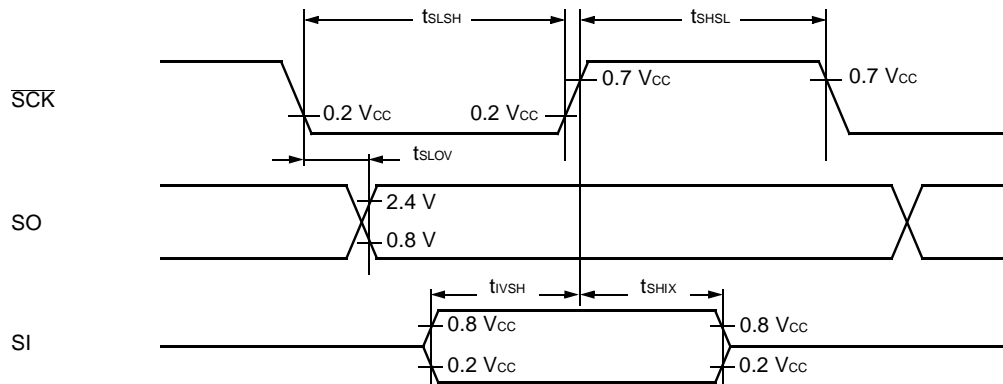 tSLSH tSHSL
SCK 0.2 VCC 0.2 VCC 0.7 VCC 0.7 VCC
tSLOV
SO 2.4 V
0.8 V
tIVSH tSHIX
SI 0.8 VCC 0.8 VCC
0.2 VCC 0.2 VCC